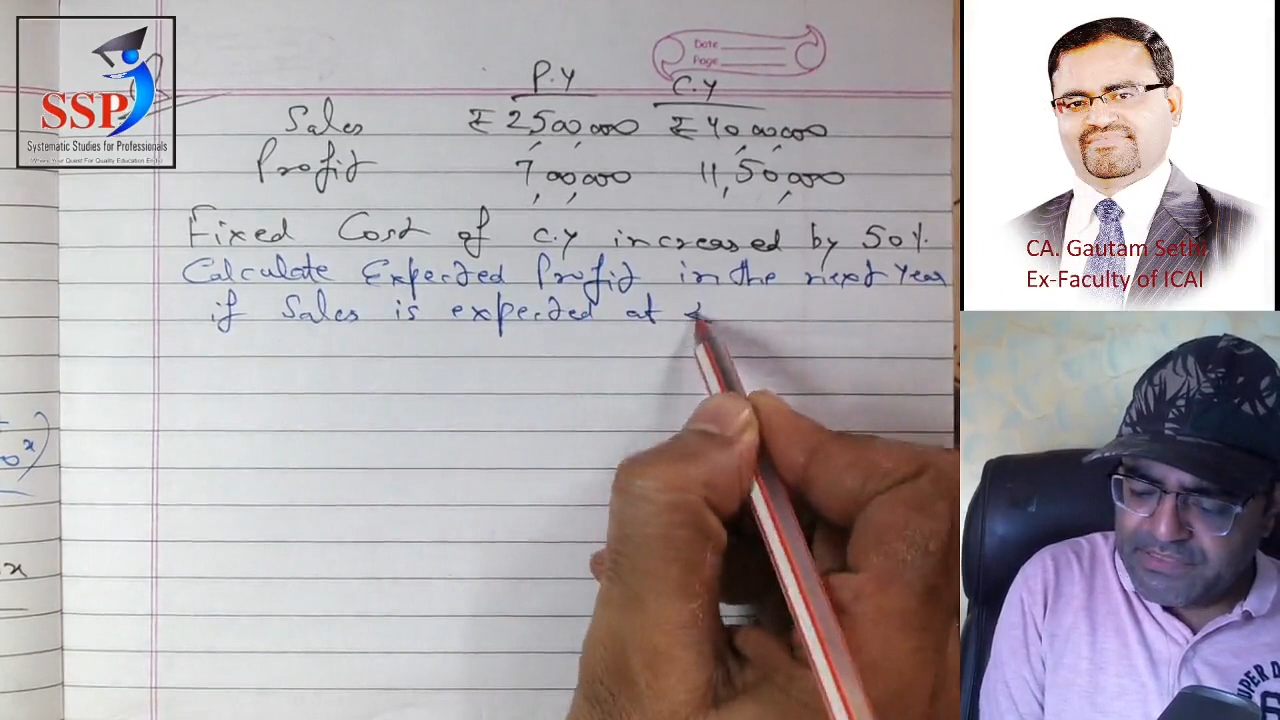 SSP
Systematic Studies for Professionals
Date
Page
P.Y C.Y
Sales ₹ 25,00,000 ₹ 40,00,000
Profit 7,00,000 11,50,000
Fixed Cost of C.Y increased by 50%.
Calculate Expected Profit in the next Year
if Sales is expected at
CA. Gautam Sethi
Ex-Faculty of ICAI
SUPER D
x